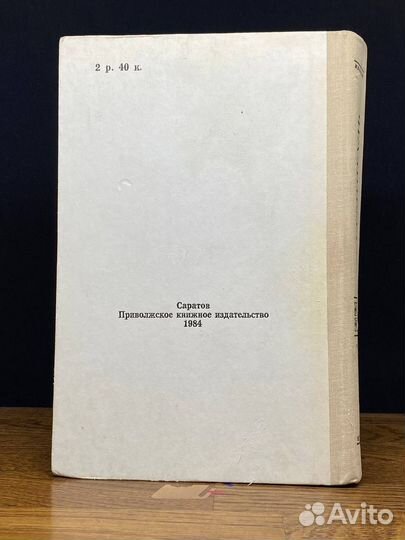 2 р. 40 к.
Саратов
Приволжское книжное издательство
1984
Avito